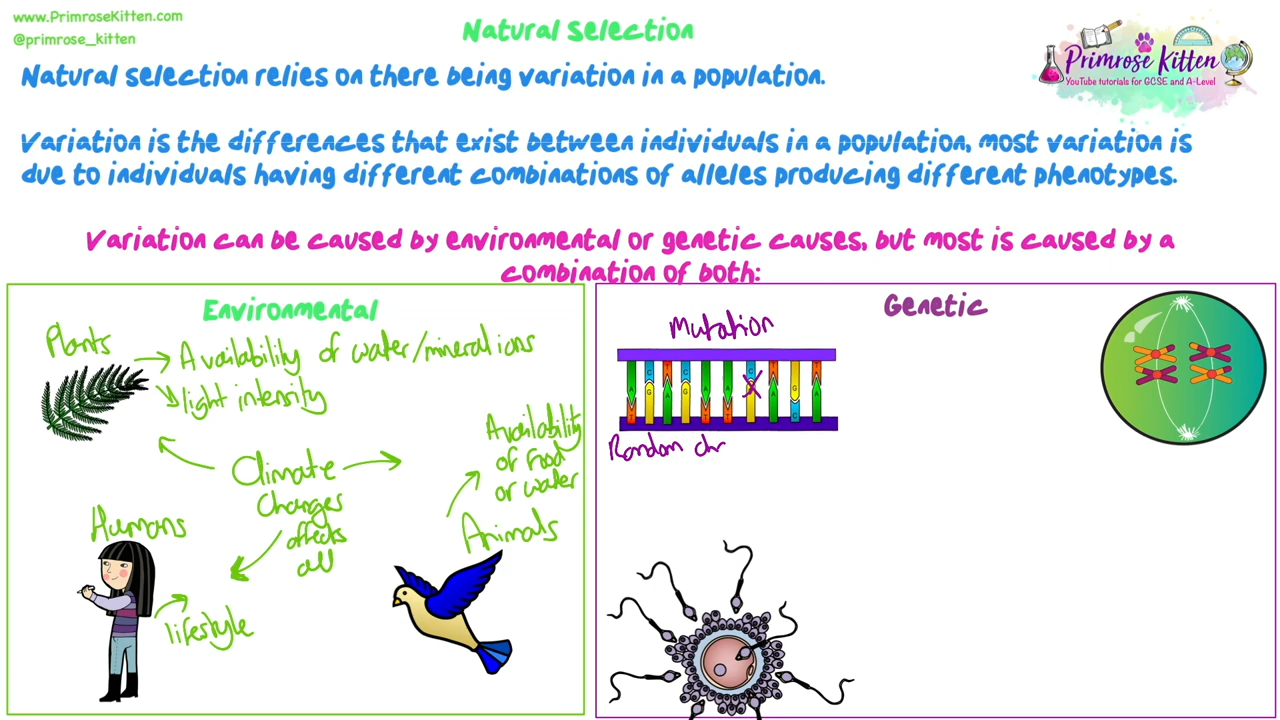 www.PrimroseKitten.com
@primrose_kitten
Natural Selection
Primrose Kitten
YouTube tutorials for GCSE and A-Level
Natural selection relies on there being variation in a population.
Variation is the differences that exist between individuals in a population, most variation is
due to individuals having different combinations of alleles producing different phenotypes.
Variation can be caused by environmental or genetic causes, but most is caused by a
combination of both:
Environmental
Plants
Availability of water/mineral ions
light intensity
Climate
Changes
affects
all
Availability
of food
or water
Animals
Humans
lifestyle
Genetic
Mutation
C T C C T G T
A G A G A A G A G A
T T T C
Random